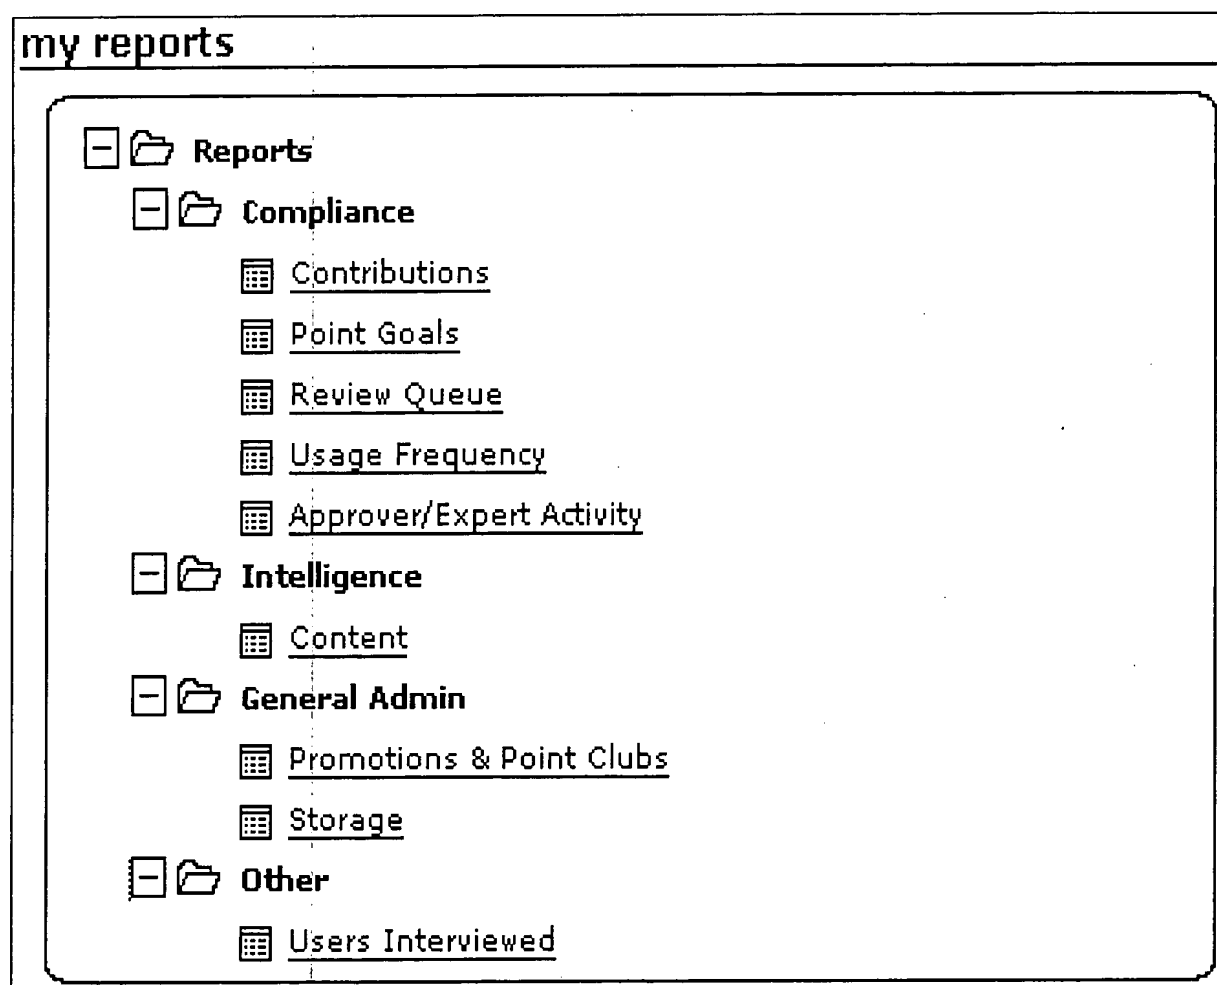 my reports
Reports
Compliance
Contributions
Point Goals
Review Queue
Usage Frequency
Approver/Expert Activity
Intelligence
Content
General Admin
Promotions & Point Clubs
Storage
Other
Users Interviewed